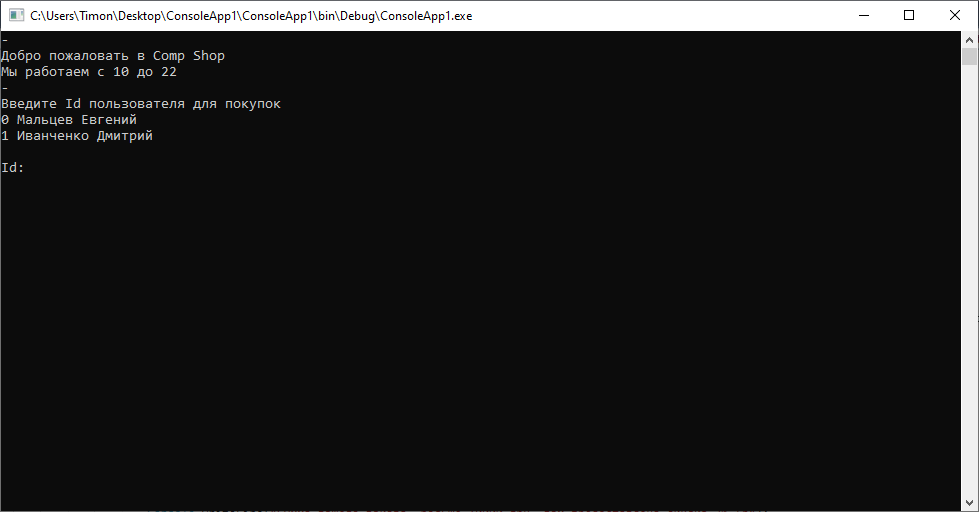 C:\Users\Timon\Desktop\ConsoleApp1\ConsoleApp1\bin\Debug\ConsoleApp1.exe
-
Добро пожаловать в Comp Shop
Мы работаем с 10 до 22
-
Введите Id пользователя для покупок
0 Мальцев Евгений
1 Иванченко Дмитрий
Id: